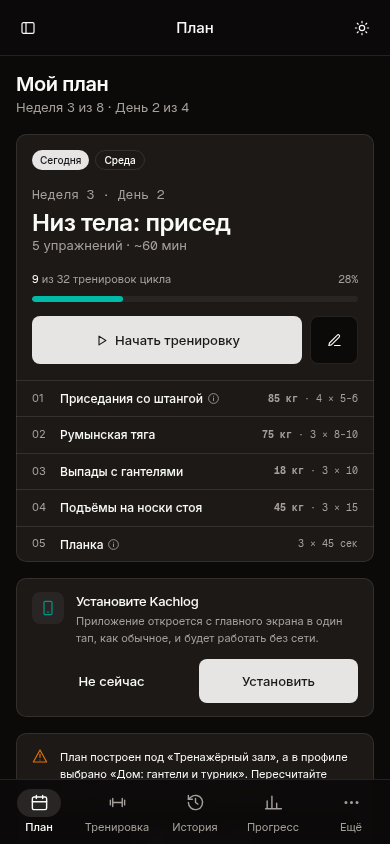 План
Мой план
Неделя 3 из 8 · День 2 из 4
Сегодня Среда
Неделя 3 · День 2
Низ тела: присед
5 упражнений · ~60 мин
9 из 32 тренировок цикла 28%
Начать тренировку
01 Приседания со штангой 85 кг · 4 × 5–6
02 Румынская тяга 75 кг · 3 × 8–10
03 Выпады с гантелями 18 кг · 3 × 10
04 Подъёмы на носки стоя 45 кг · 3 × 15
05 Планка 3 × 45 сек
Установите Kachlog
Приложение откроется с главного экрана в один
тап, как обычное, и будет работать без сети.
Не сейчас Установить
План построен под «Тренажёрный зал», а в профиле
выбрано «Дом: гантели и турник». Пересчитайте
План Тренировка История Прогресс Ещё